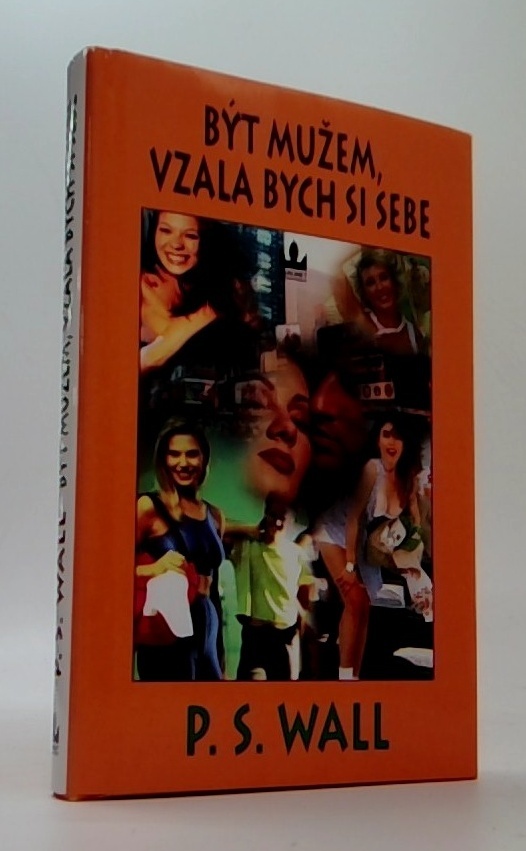 BÝT MUŽEM,
VZALA BYCH SI SEBE
P. S. WALL
P. S. WALL BÝT MUŽEM, VZALA BYCH SI SEBE